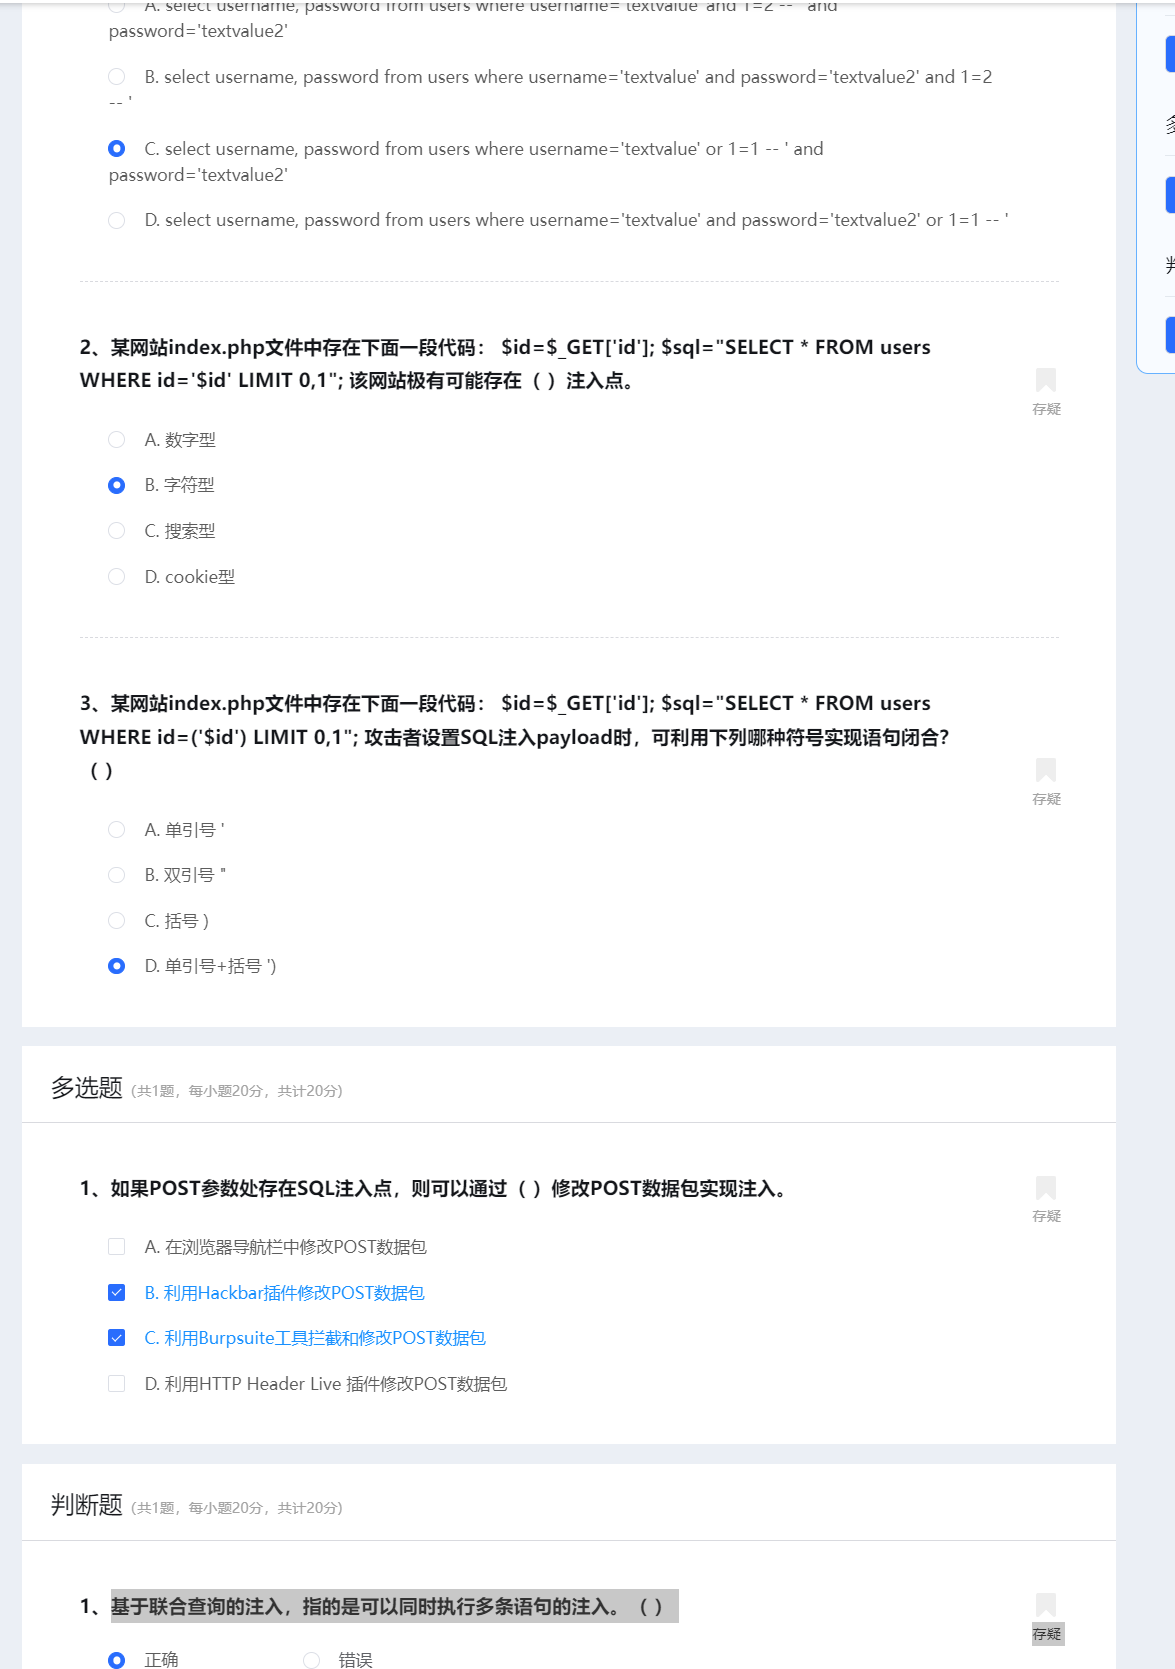 A. select username, password from users where username='textvalue' and 1=2 -- ' and
password='textvalue2'
B. select username, password from users where username='textvalue' and password='textvalue2' and 1=2
-- '
C. select username, password from users where username='textvalue' or 1=1 -- ' and
password='textvalue2'
D. select username, password from users where username='textvalue' and password='textvalue2' or 1=1 -- '
2、某网站index.php文件中存在下面一段代码： $id=$_GET['id']; $sql="SELECT * FROM users
WHERE id='$id' LIMIT 0,1"; 该网站极有可能存在（ ）注入点。
存疑
A. 数字型
B. 字符型
C. 搜索型
D. cookie型
3、某网站index.php文件中存在下面一段代码： $id=$_GET['id']; $sql="SELECT * FROM users
WHERE id=('$id') LIMIT 0,1"; 攻击者设置SQL注入payload时，可利用下列哪种符号实现语句闭合？
（ ）
存疑
A. 单引号 '
B. 双引号 "
C. 括号 )
D. 单引号+括号 ')
多选题 (共1题，每小题20分，共计20分)
1、如果POST参数处存在SQL注入点，则可以通过（ ）修改POST数据包实现注入。
存疑
A. 在浏览器导航栏中修改POST数据包
B. 利用Hackbar插件修改POST数据包
C. 利用Burpsuite工具拦截和修改POST数据包
D. 利用HTTP Header Live 插件修改POST数据包
判断题 (共1题，每小题20分，共计20分)
1、基于联合查询的注入，指的是可以同时执行多条语句的注入。（ ）
存疑
正确 错误